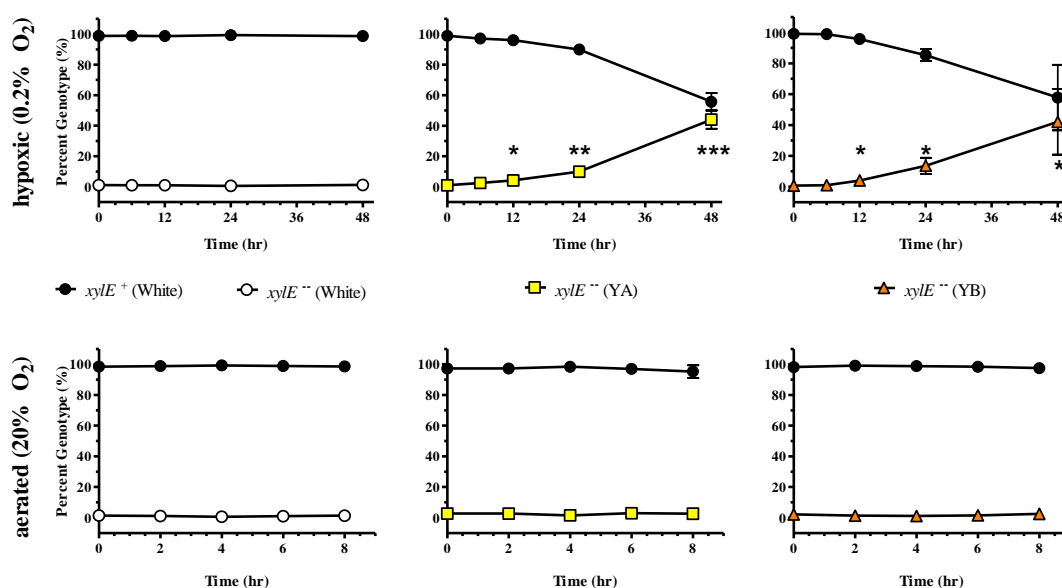 hypoxic (0.2% O2)
Percent Genotype (%)
100
80
60
40
20
0
0 12 24 36 48
Time (hr)
100
80
60
40
20
0
* ** ***
0 12 24 36 48
Time (hr)
100
80
60
40
20
0
* * *
0 12 24 36 48
Time (hr)
xylE + (White)
xylE -- (White)
xylE -- (YA)
xylE -- (YB)
aerated (20% O2)
Percent Genotype (%)
100
80
60
40
20
0
0 2 4 6 8
Time (hr)
100
80
60
40
20
0
0 2 4 6 8
Time (hr)
100
80
60
40
20
0
0 2 4 6 8
Time (hr)